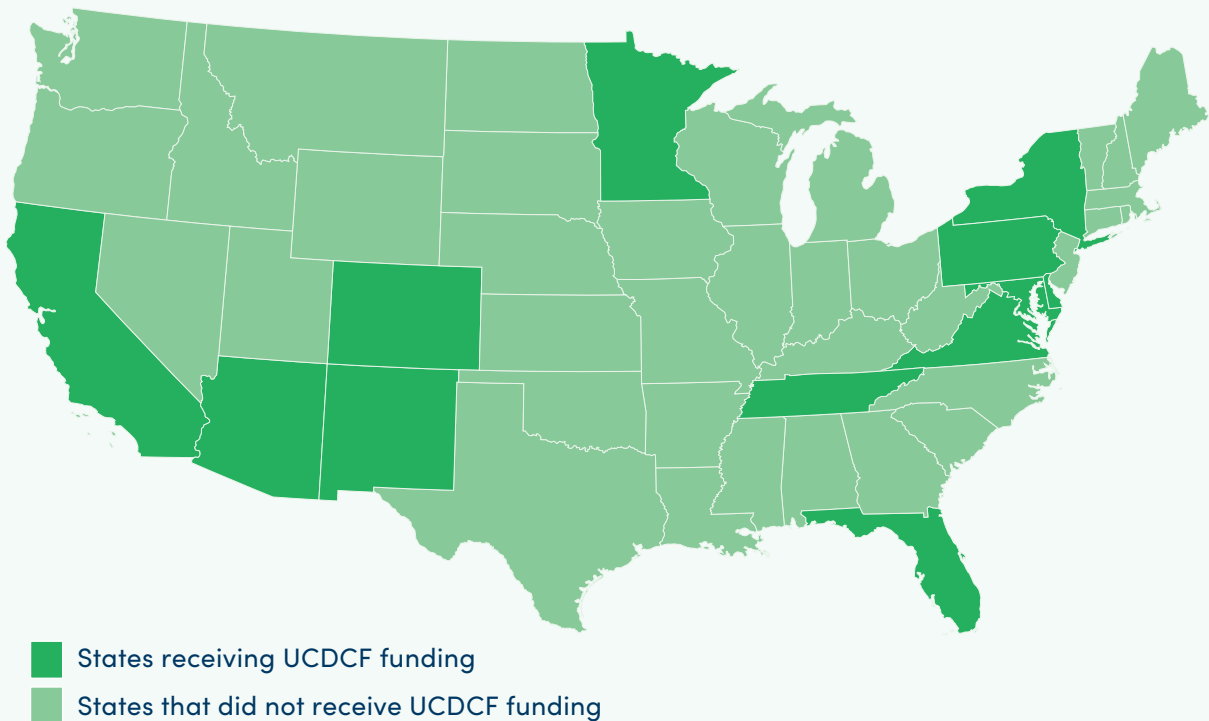 States receiving UCDCF funding
States that did not receive UCDCF funding